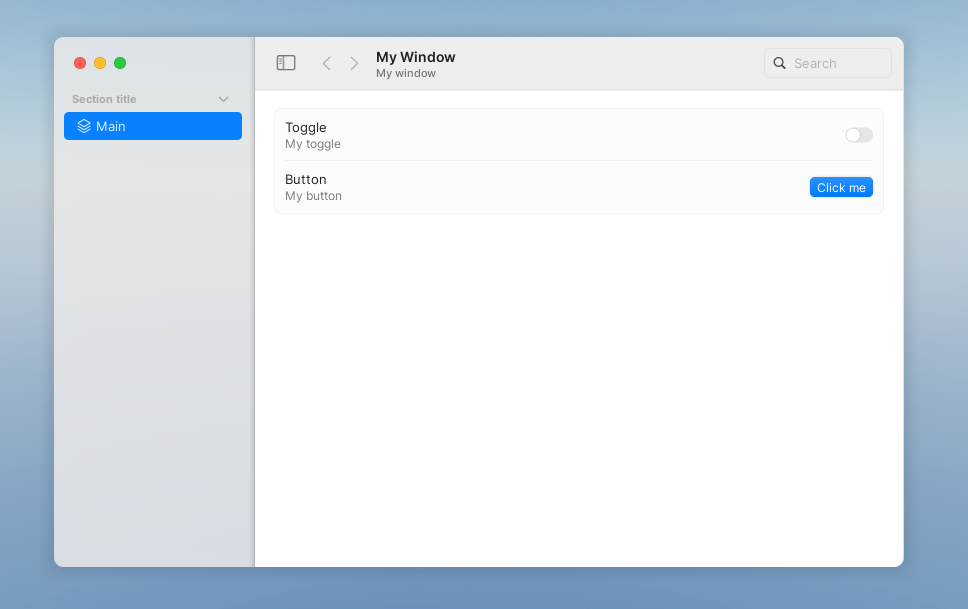 Section title
Main
My Window
My window
Search
Toggle
My toggle
Button
My button
Click me